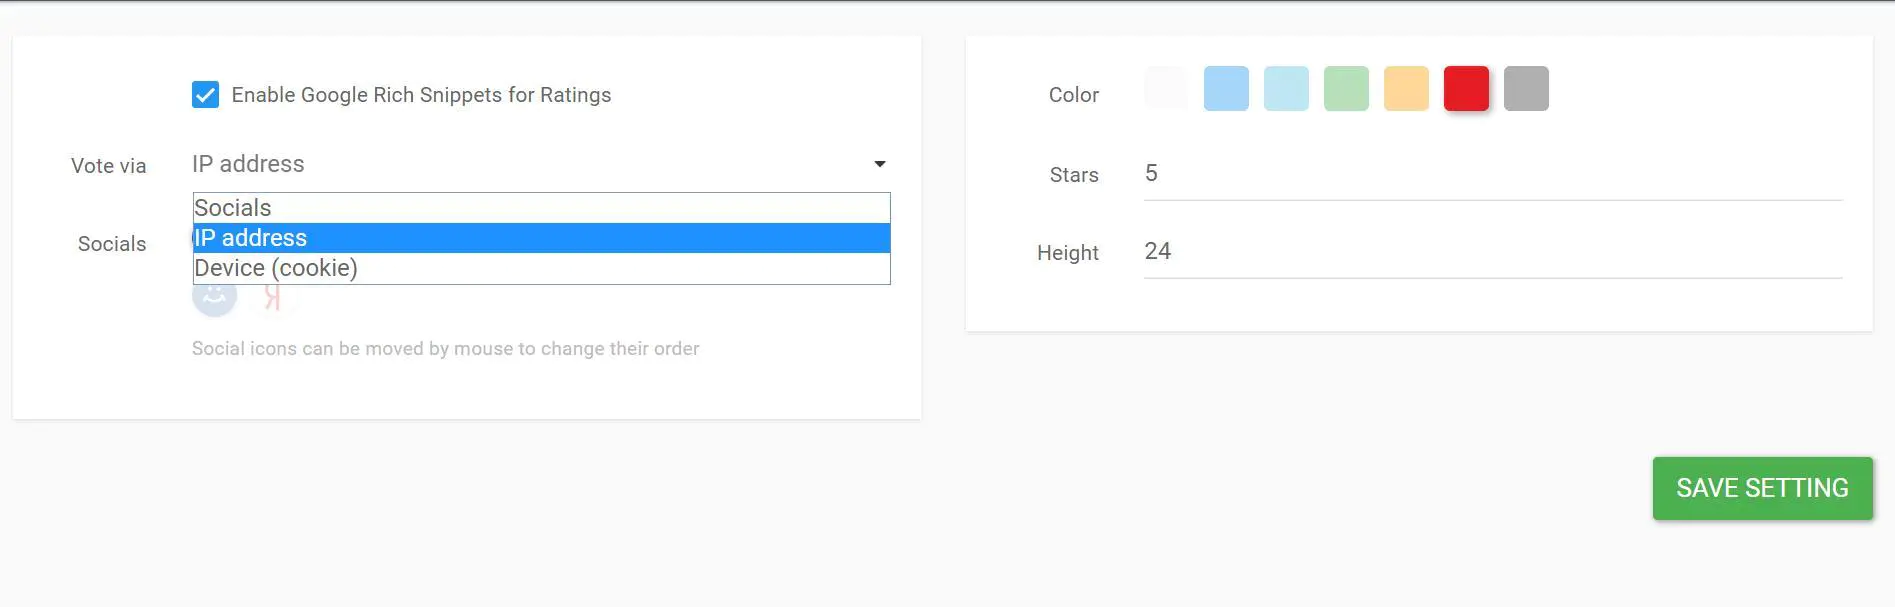 Enable Google Rich Snippets for Ratings
Vote via
IP address
Socials
IP address
Device (cookie)
Socials
Я
Social icons can be moved by mouse to change their order
Color
Stars
5
Height
24
SAVE SETTING